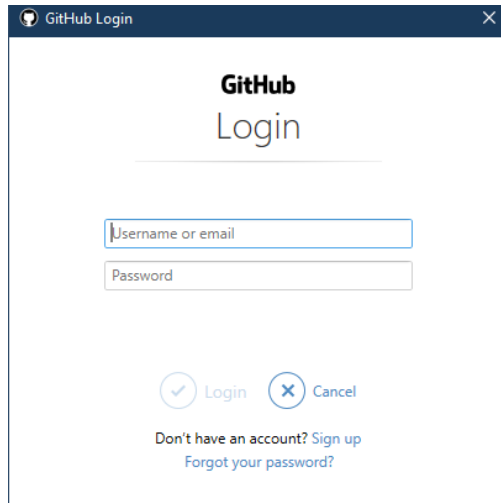 GitHub Login
GitHub
Login
Username or email
Password
Login Cancel
Don't have an account? Sign up
Forgot your password?